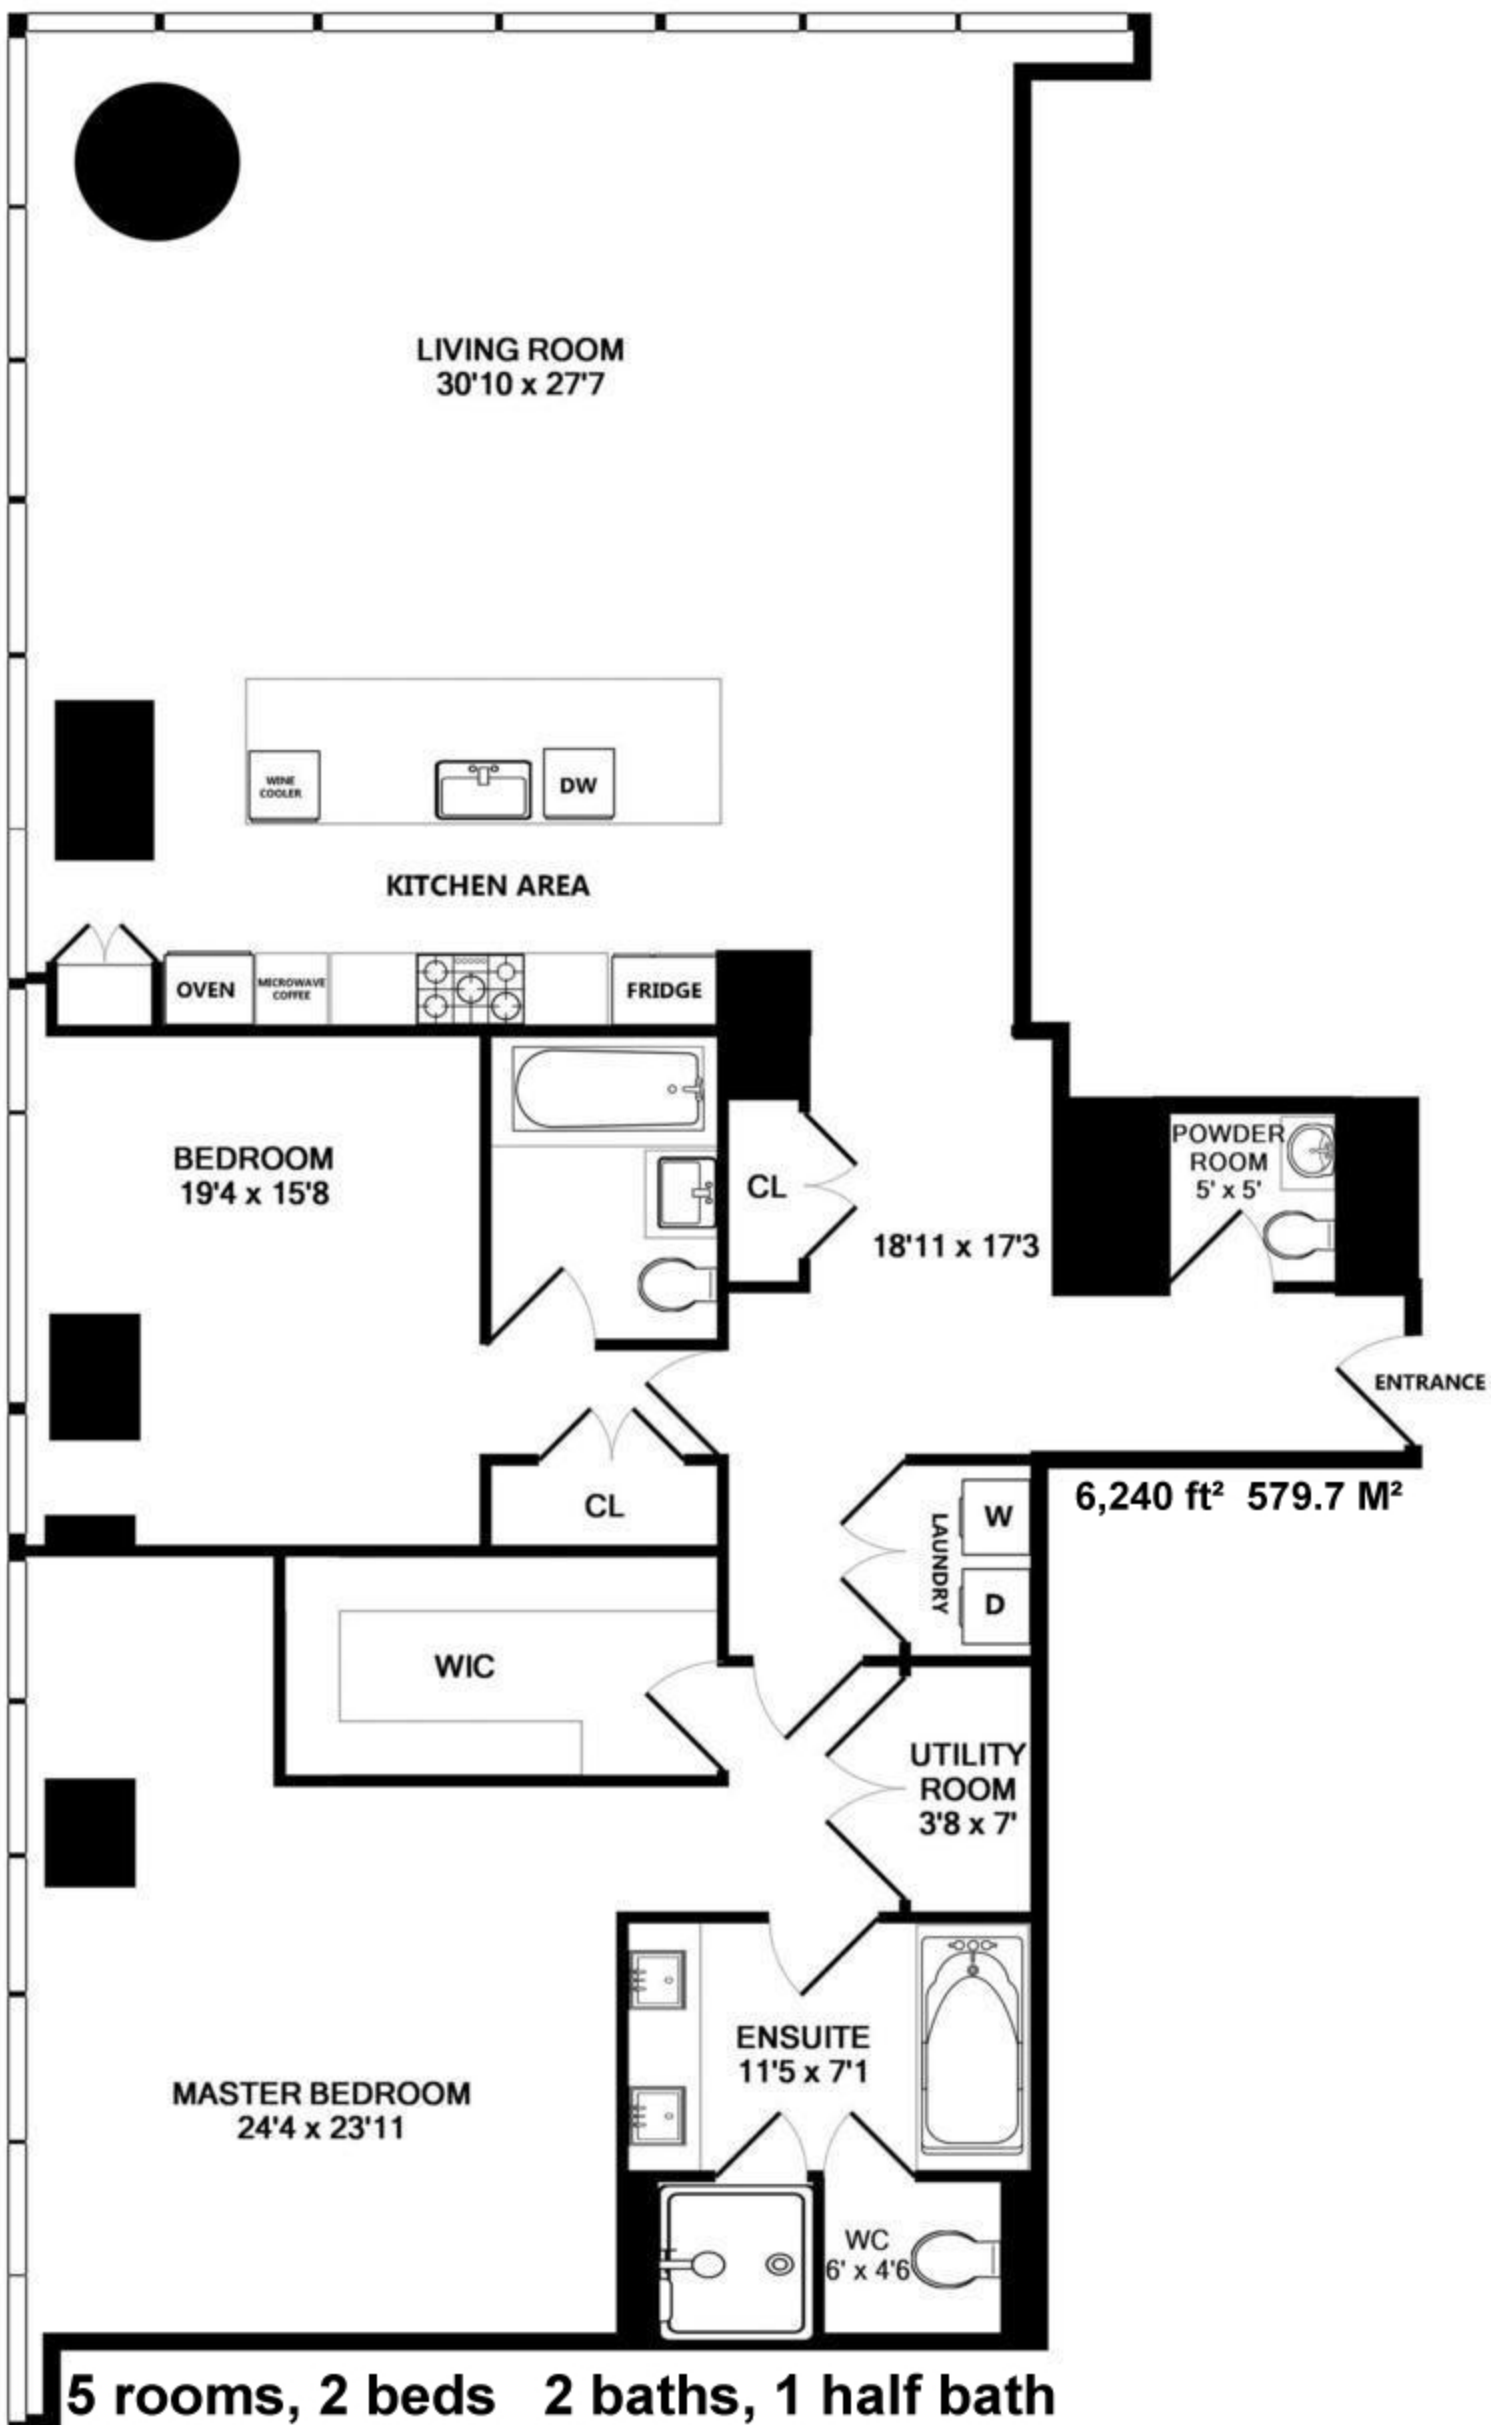 LIVING ROOM
30'10 x 27'7
WINE
COOLER
DW
KITCHEN AREA
OVEN
MICROWAVE
COFFEE
FRIDGE
BEDROOM
19'4 x 15'8
CL
18'11 x 17'3
POWDER
ROOM
5' x 5'
ENTRANCE
6,240 ft² 579.7 M²
CL
LAUNDRY
W
D
WIC
UTILITY
ROOM
3'8 x 7'
ENSUITE
11'5 x 7'1
MASTER BEDROOM
24'4 x 23'11
WC
6' x 4'6
5 rooms, 2 beds 2 baths, 1 half bath